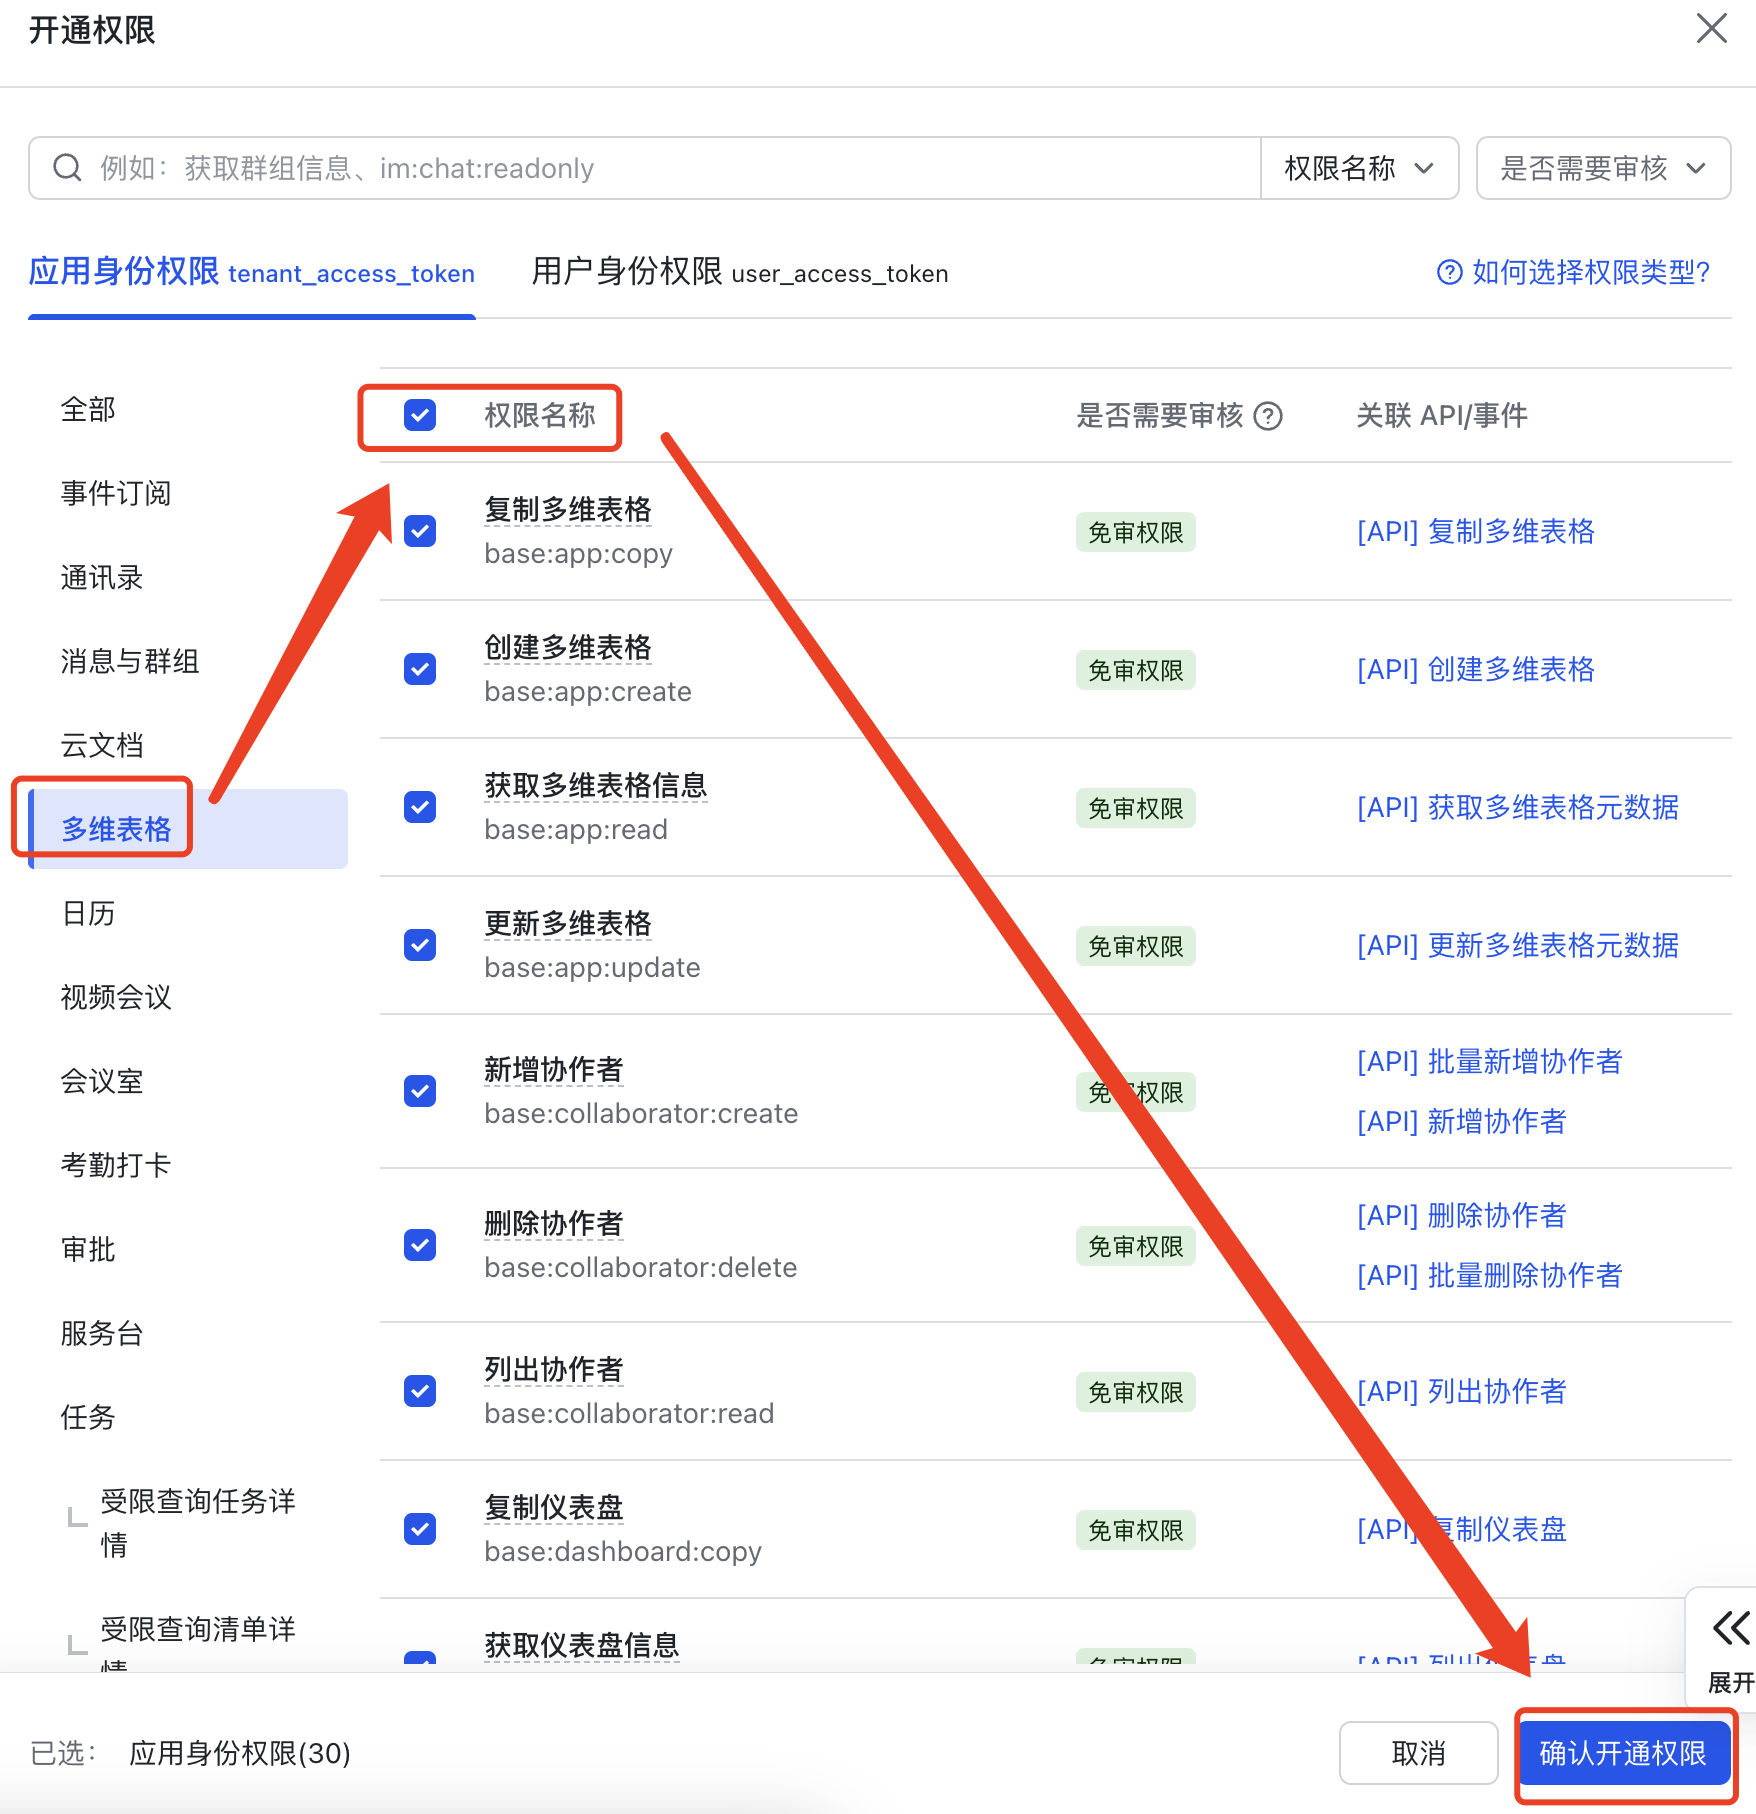 开通权限
例如：获取群组信息、im:chat:readonly
权限名称
是否需要审核
应用身份权限 tenant_access_token
用户身份权限 user_access_token
如何选择权限类型?
全部
事件订阅
通讯录
消息与群组
云文档
多维表格
日历
视频会议
会议室
考勤打卡
审批
服务台
任务
受限查询任务详
情
受限查询清单详
情
权限名称
是否需要审核
关联 API/事件
复制多维表格
base:app:copy
免审权限
[API] 复制多维表格
创建多维表格
base:app:create
免审权限
[API] 创建多维表格
获取多维表格信息
base:app:read
免审权限
[API] 获取多维表格元数据
更新多维表格
base:app:update
免审权限
[API] 更新多维表格元数据
新增协作者
base:collaborator:create
免审权限
[API] 批量新增协作者
[API] 新增协作者
删除协作者
base:collaborator:delete
免审权限
[API] 删除协作者
[API] 批量删除协作者
列出协作者
base:collaborator:read
免审权限
[API] 列出协作者
复制仪表盘
base:dashboard:copy
免审权限
[API] 复制仪表盘
获取仪表盘信息
免审权限
[API] 列出仪表盘
展开
已选：
应用身份权限(30)
取消
确认开通权限